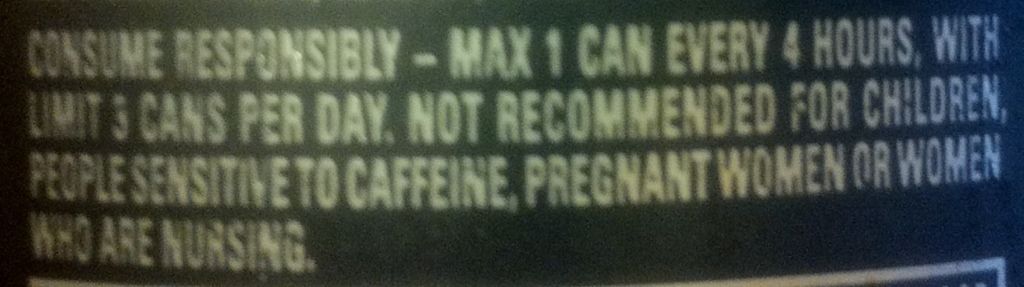 CONSUME RESPONSIBLY - MAX 1 CAN EVERY 4 HOURS, WITH
LIMIT 3 CANS PER DAY. NOT RECOMMENDED FOR CHILDREN,
PEOPLE SENSITIVE TO CAFFEINE, PREGNANT WOMEN OR WOMEN
WHO ARE NURSING.